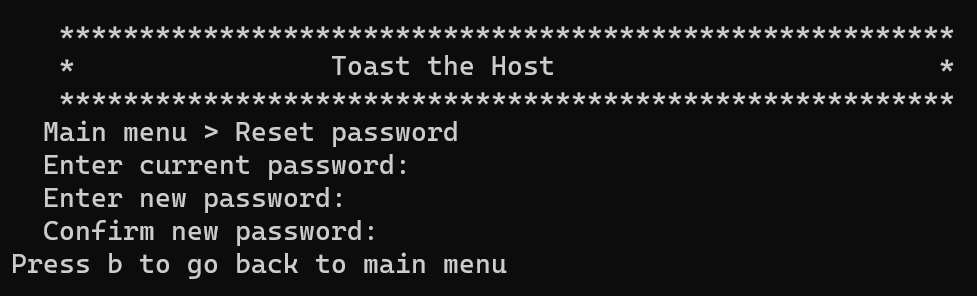 ********************************************************
* Toast the Host *
********************************************************
Main menu > Reset password
Enter current password:
Enter new password:
Confirm new password:
Press b to go back to main menu